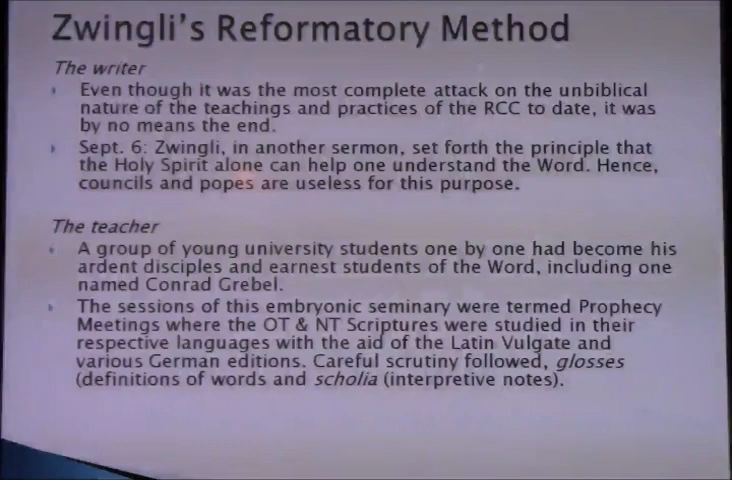 Zwingli's Reformatory Method
The writer
Even though it was the most complete attack on the unbiblical
nature of the teachings and practices of the RCC to date, it was
by no means the end.
Sept. 6: Zwingli, in another sermon, set forth the principle that
the Holy Spirit alone can help one understand the Word. Hence,
councils and popes are useless for this purpose.
The teacher
A group of young university students one by one had become his
ardent disciples and earnest students of the Word, including one
named Conrad Grebel.
The sessions of this embryonic seminary were termed Prophecy
Meetings where the OT & NT Scriptures were studied in their
respective languages with the aid of the Latin Vulgate and
various German editions. Careful scrutiny followed, glosses
(definitions of words and scholia (interpretive notes).